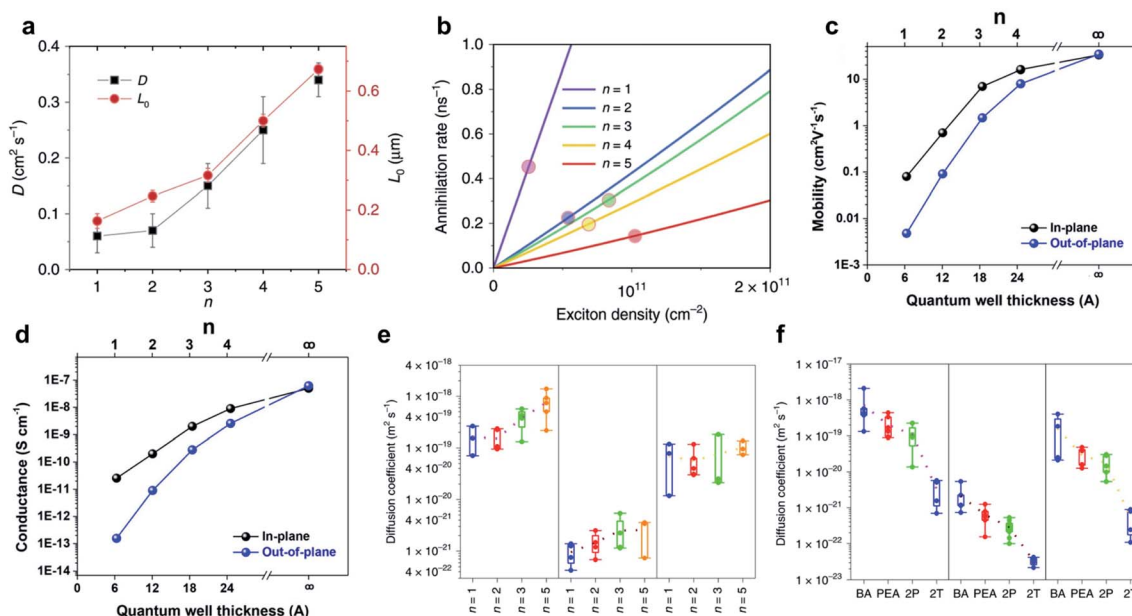 a
0.4
0.3
0.2
0.1
0.0
D (cm² s⁻¹)
D
L₀
0.6
0.4
0.2
0.0
L₀ (μm)
1 2 3 4 5
n
b
1.0
0.8
0.6
0.4
0.2
0
Annihilation rate (ns⁻¹)
n = 1
n = 2
n = 3
n = 4
n = 5
0 10¹¹ 2 × 10¹¹
Exciton density (cm⁻²)
c
n
1 2 3 4 ∞
10
1
0.1
0.01
1E-3
Mobility (cm²V⁻¹s⁻¹)
In-plane
Out-of-plane
0 6 12 18 24 ∞
Quantum well thickness (A)
d
n
1 2 3 4 ∞
1E-7
1E-8
1E-9
1E-10
1E-11
1E-12
1E-13
1E-14
Conductance (S cm⁻¹)
In-plane
Out-of-plane
0 6 12 18 24 ∞
Quantum well thickness (A)
e
4 × 10⁻¹⁸
1 × 10⁻¹⁸
4 × 10⁻¹⁹
1 × 10⁻¹⁹
4 × 10⁻²⁰
1 × 10⁻²⁰
4 × 10⁻²¹
1 × 10⁻²¹
4 × 10⁻²²
Diffusion coefficient (m² s⁻¹)
n = 1 n = 2 n = 3 n = 5 n = 1 n = 2 n = 3 n = 5 n = 1 n = 2 n = 3 n = 5
f
1 × 10⁻¹⁷
1 × 10⁻¹⁸
1 × 10⁻¹⁹
1 × 10⁻²⁰
1 × 10⁻²¹
1 × 10⁻²²
1 × 10⁻²³
Diffusion coefficient (m² s⁻¹)
BA PEA 2P 2T BA PEA 2P 2T BA PEA 2P 2T